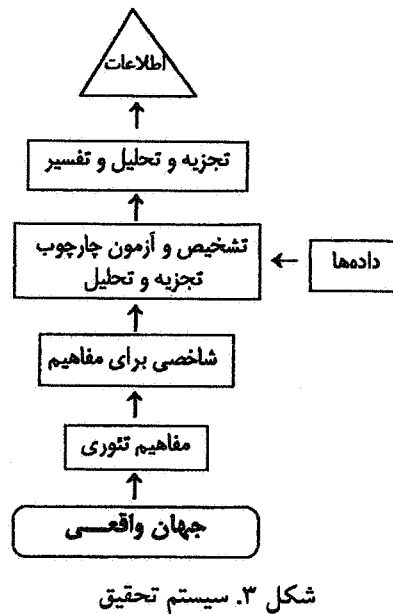 اطلاعات
تجزیه و تحلیل و تفسیر
تشخیص و آزمون چارچوب
تجزیه و تحلیل
داده‌ها
شاخصی برای مفاهیم
مفاهیم تئوری
جهان واقعـــی
شکل ۳. سیستم تحقیق